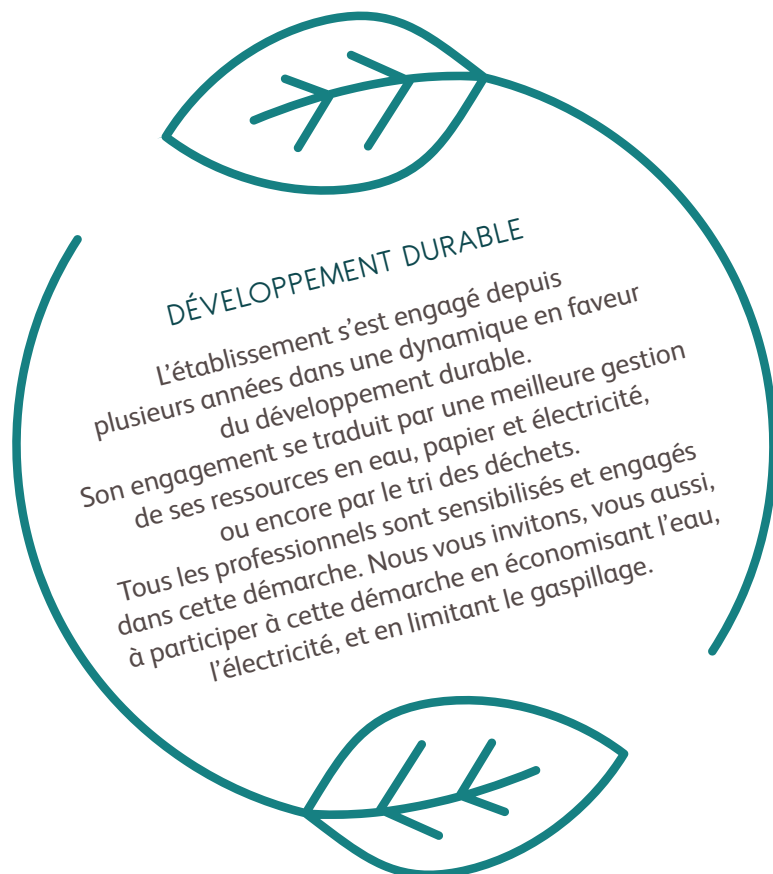 DÉVELOPPEMENT DURABLE
L’établissement s’est engagé depuis
plusieurs années dans une dynamique en faveur
du développement durable.
Son engagement se traduit par une meilleure gestion
de ses ressources en eau, papier et électricité,
ou encore par le tri des déchets.
Tous les professionnels sont sensibilisés et engagés
dans cette démarche. Nous vous invitons, vous aussi,
à participer à cette démarche en économisant l’eau,
l’électricité, et en limitant le gaspillage.